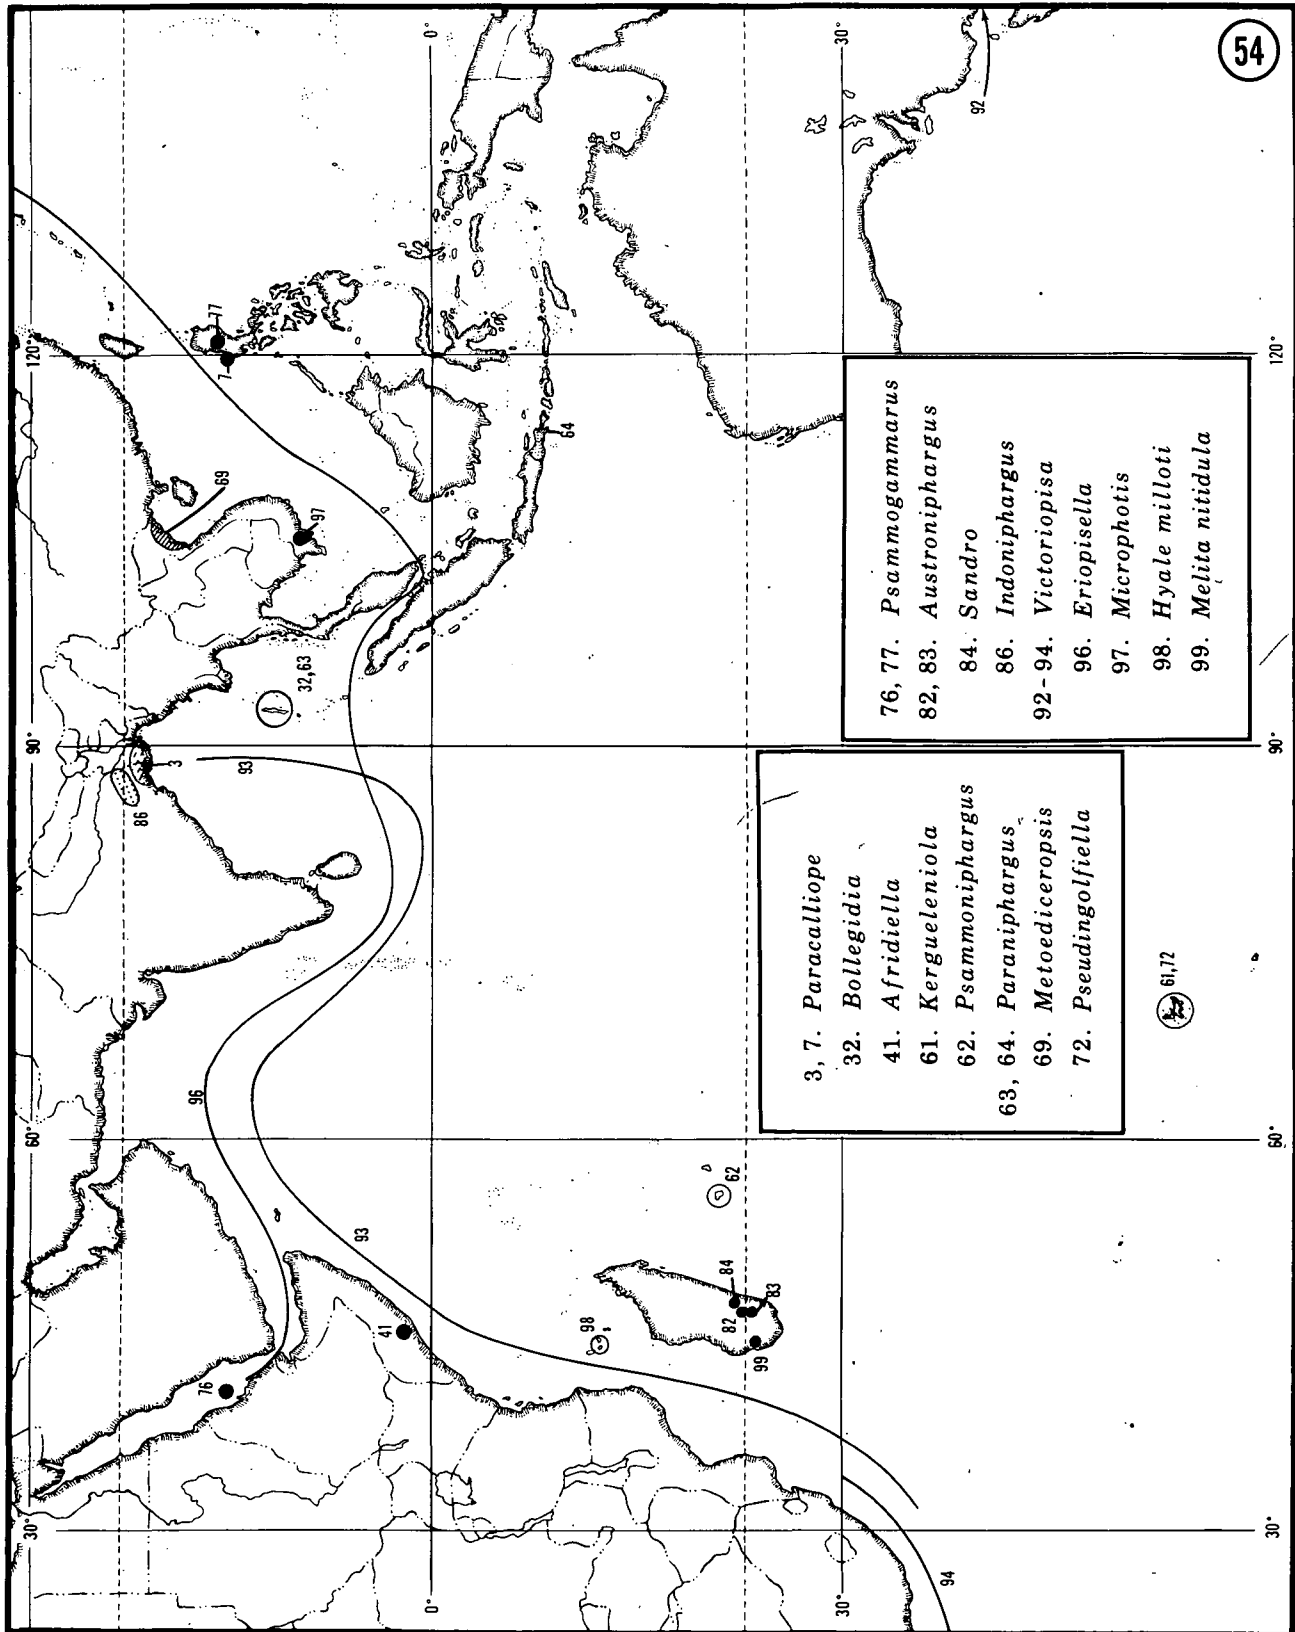 54
30°
60°
90°
120°
76
96
86
3
93
32,63
69
97
7
77
64
0°
0°
41
93
98
84
82
83
99
62
30°
30°
94
61,72
92
3, 7. Paracalliope
32. Bollegidia
41. Afridiella
61. Kergueleniola
62. Psammoniphargus
63, 64. Paraniphargus
69. Metoediceropsis
72. Pseudingolfiella
76, 77. Psammogammarus
82, 83. Austroniphargus
84. Sandro
86. Indoniphargus
92-94. Victoriopisa
96. Eriopisella
97. Microphotis
98. Hyale milloti
99. Melita nitidula
30°
60°
90°
120°